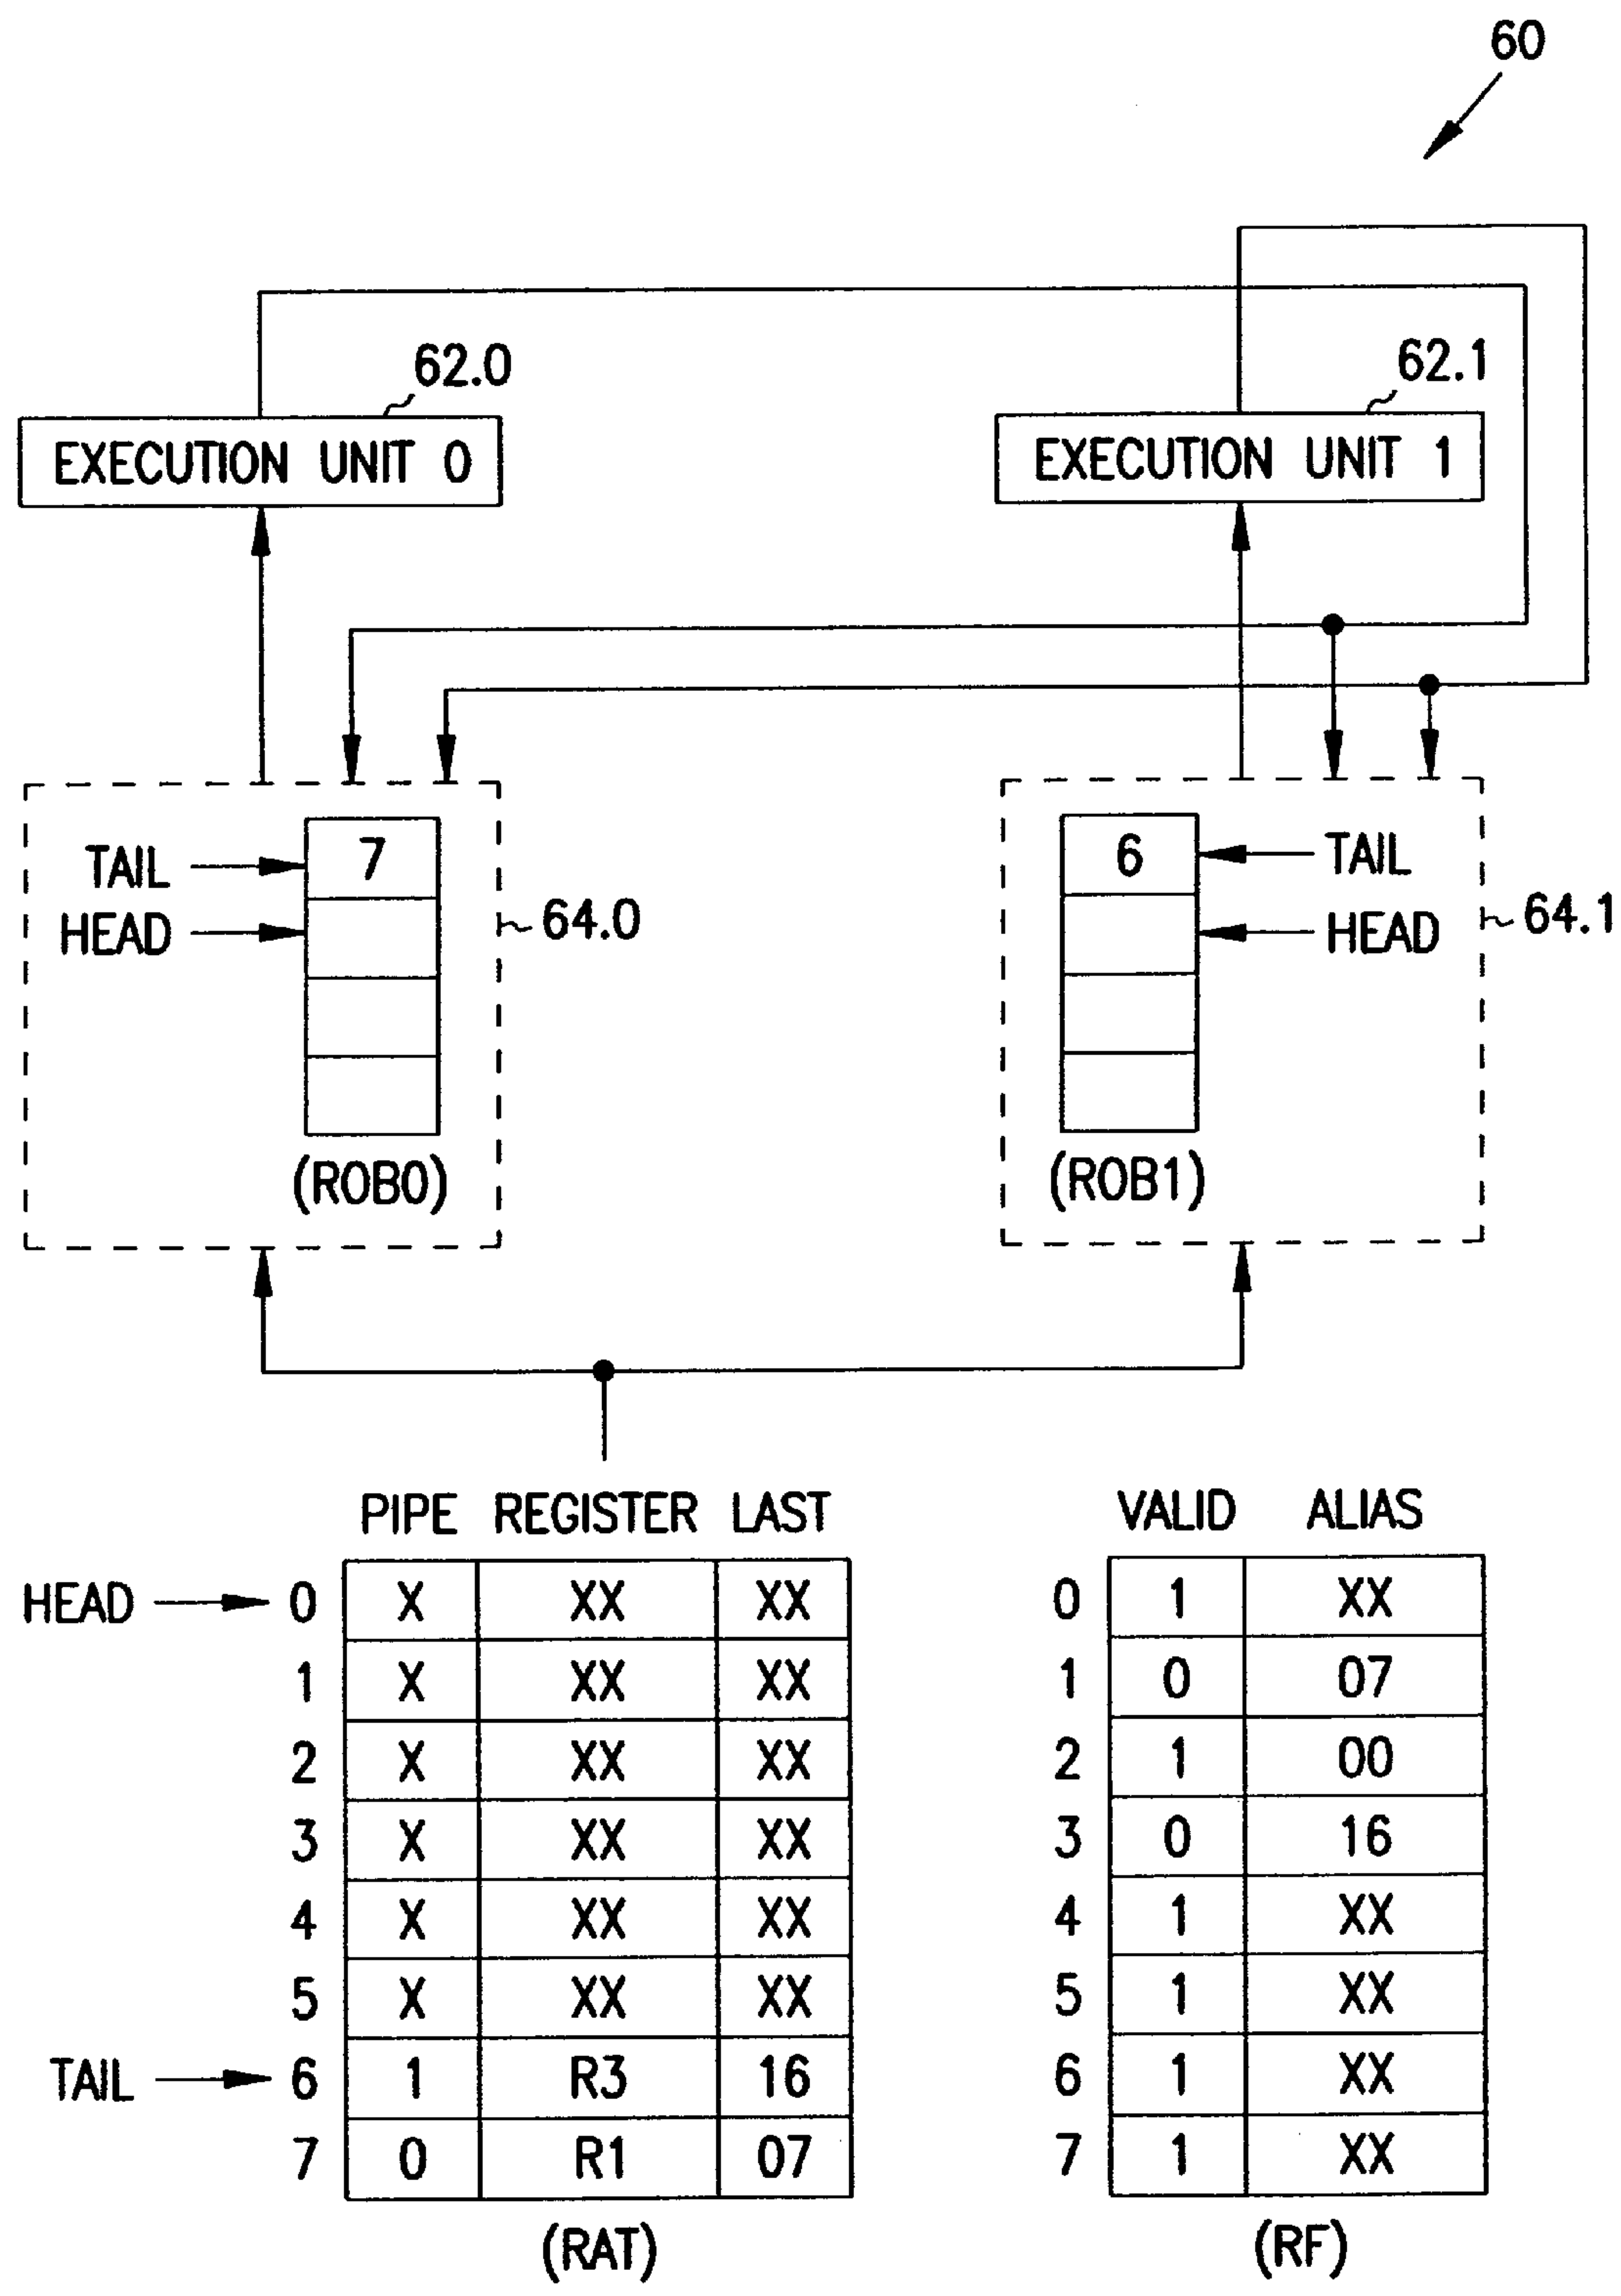 60
62.0
62.1
EXECUTION UNIT 0
EXECUTION UNIT 1
TAIL 7
HEAD
64.0
6 TAIL
HEAD
64.1
(ROB0)
(ROB1)
PIPE REGISTER LAST
HEAD 0 X XX XX
1 X XX XX
2 X XX XX
3 X XX XX
4 X XX XX
5 X XX XX
TAIL 6 1 R3 16
7 0 R1 07
(RAT)
VALID ALIAS
0 1 XX
1 0 07
2 1 00
3 0 16
4 1 XX
5 1 XX
6 1 XX
7 1 XX
(RF)